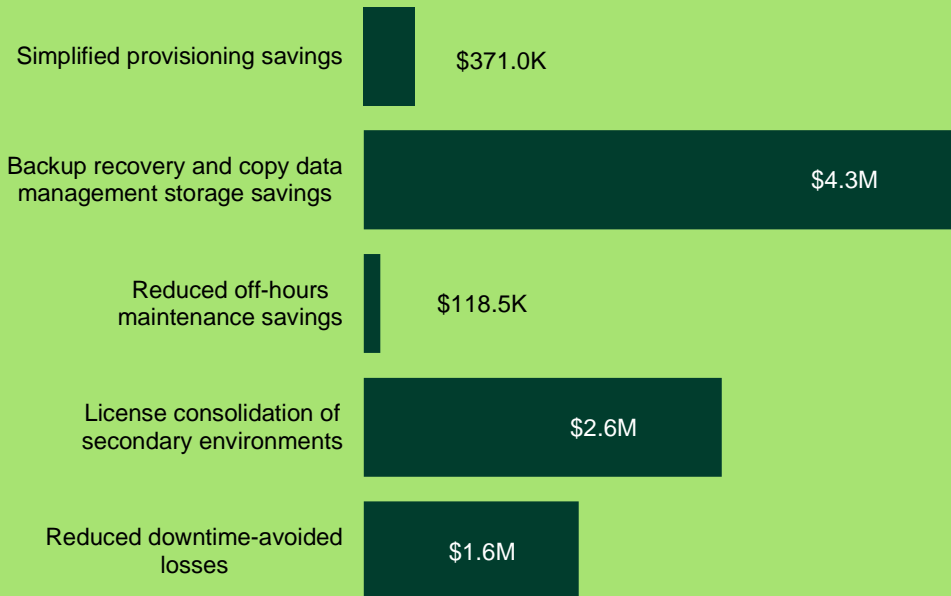 Simplified provisioning savings
$371.0K
Backup recovery and copy data
management storage savings
$4.3M
Reduced off-hours
maintenance savings
$118.5K
License consolidation of
secondary environments
$2.6M
Reduced downtime-avoided
losses
$1.6M